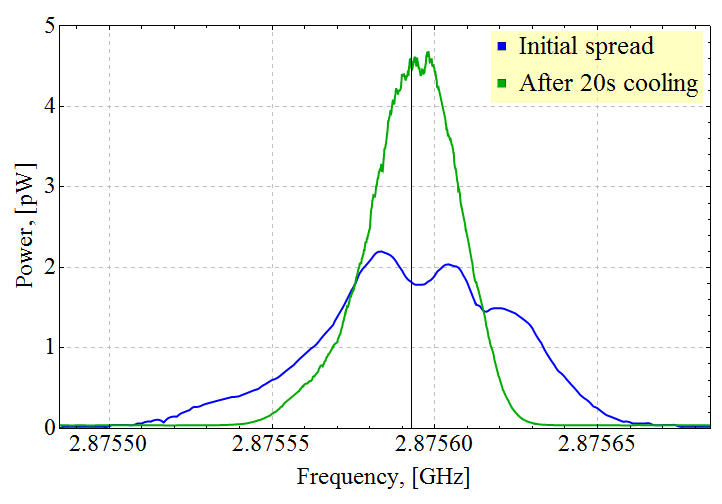 5
Initial spread
After 20s cooling
4
3
Power, [pW]
2
1
0
2.87550
2.87555
2.87560
2.87565
Frequency, [GHz]